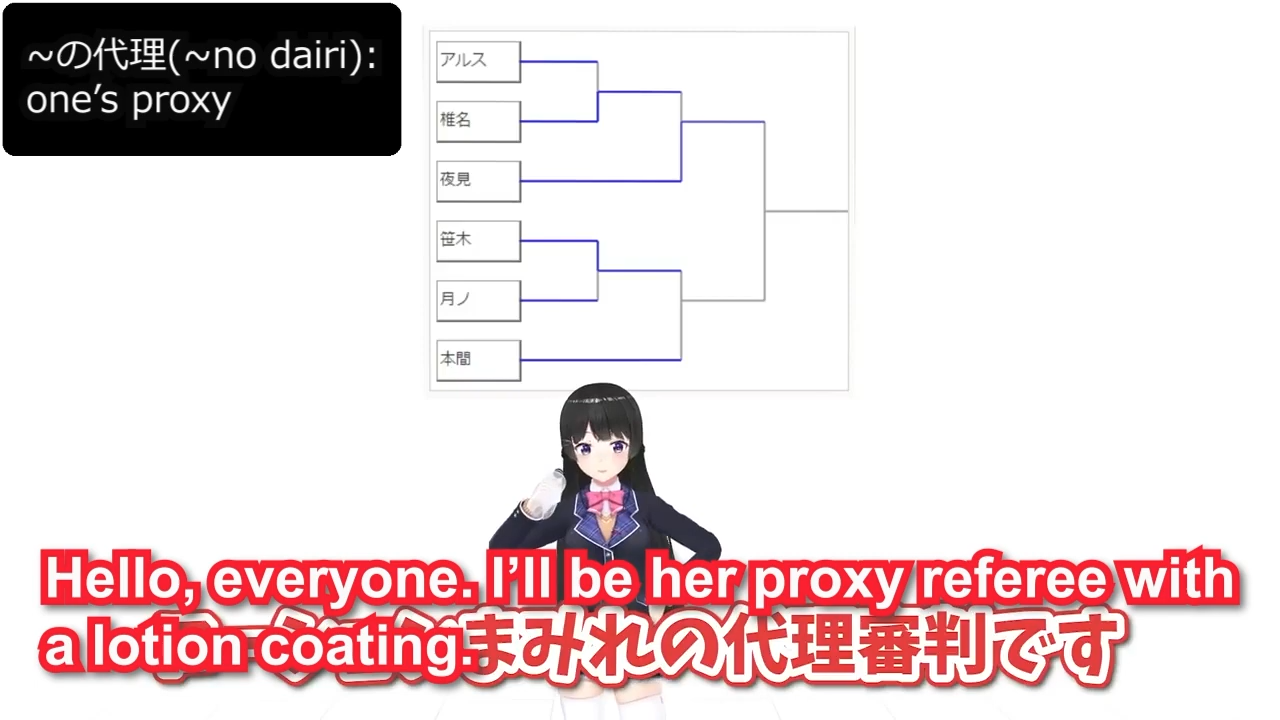 ~の代理(~no dairi):
one's proxy
アルス
椎名
夜見
笹木
月ノ
本間
Hello, everyone. I'll be her proxy referee with
a lotion coating.
まみれの代理審判です